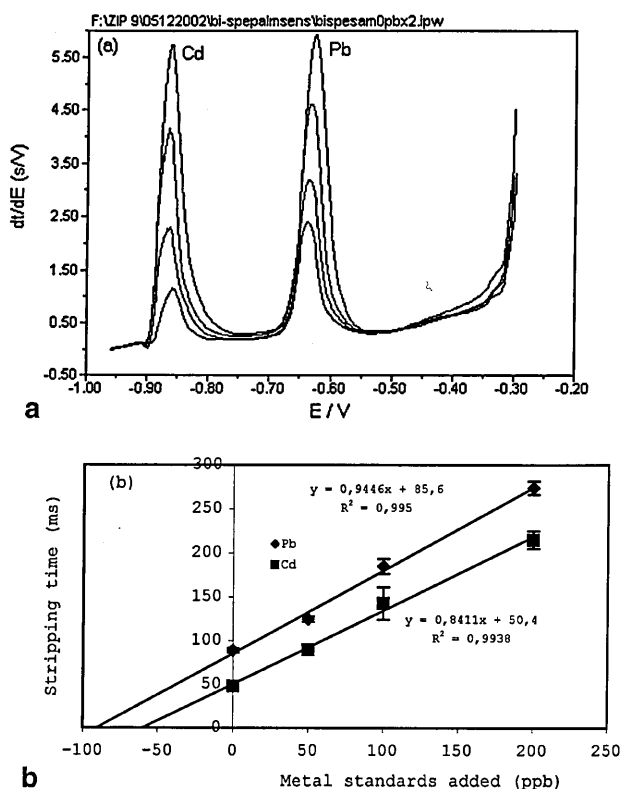 F:\ZIP 9\05122002\bi-spepalmsens\bispesam0pbx2.ipw
(a)
Cd
Pb
5.50
4.50
3.50
2.50
1.50
0.50
-0.50
dt/dE (s/V)
-1.00 -0.90 -0.80 -0.70 -0.60 -0.50 -0.40 -0.30 -0.20
E / V
a
(b)
300
250
200
150
100
50
0
Stripping time (ms)
y = 0,9446x + 85,6
R² = 0,995
Pb
Cd
y = 0,8411x + 50,4
R² = 0,9938
-100 -50 0 50 100 150 200 250
Metal standards added (ppb)
b